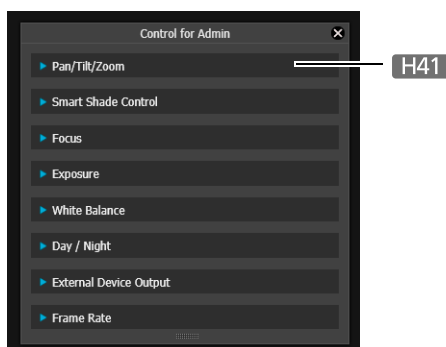 Control for Admin
Pan/Tilt/Zoom
H41
Smart Shade Control
Focus
Exposure
White Balance
Day / Night
External Device Output
Frame Rate